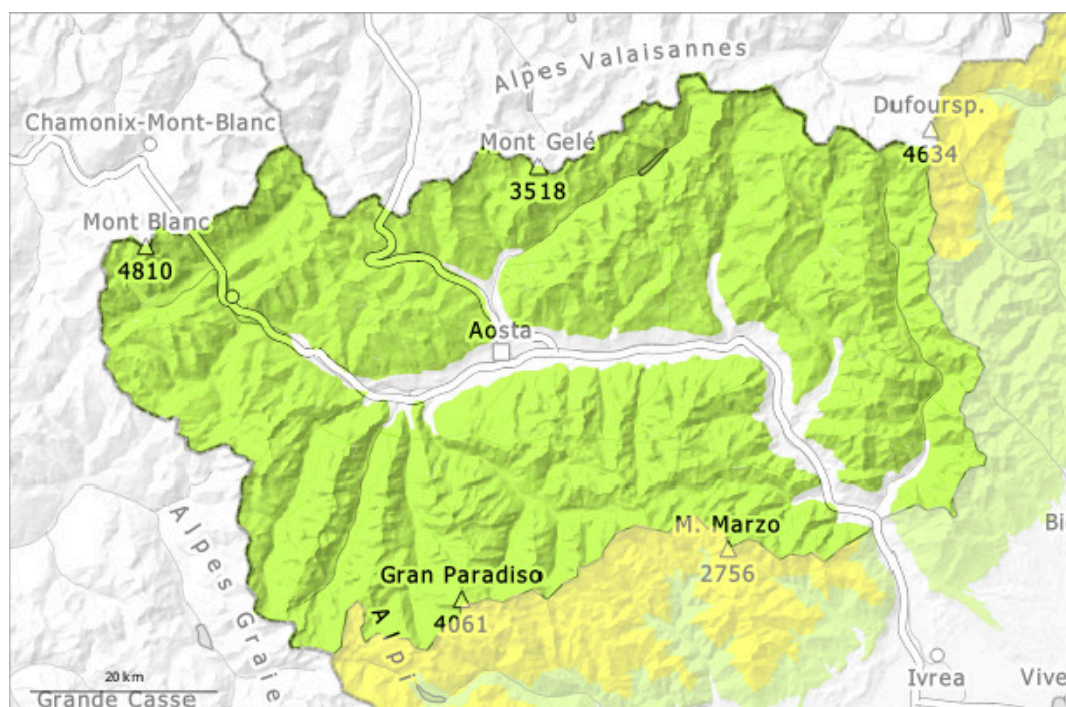 Alpes Valaisannes
Dufoursp.
4634
Chamonix-Mont-Blanc
Mont Gelé
3518
Mont Blanc
4810
Aosta
Alpes Graie
M. Marzo
2756
Gran Paradiso
4061
Alpi
20 km
Grande Casse
Ivrea